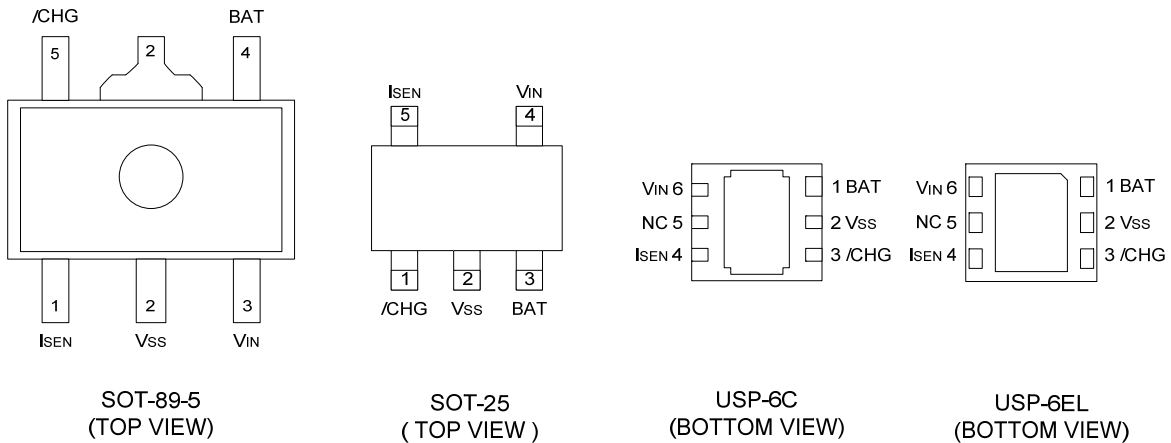 /CHG BAT
5 2 4
1 2 3
ISEN VSS VIN
SOT-89-5
(TOP VIEW)
ISEN VIN
5 4
1 2 3
/CHG VSS BAT
SOT-25
( TOP VIEW )
VIN 6 1 BAT
NC 5 2 VSS
ISEN 4 3 /CHG
USP-6C
(BOTTOM VIEW)
VIN 6 1 BAT
NC 5 2 VSS
ISEN 4 3 /CHG
USP-6EL
(BOTTOM VIEW)